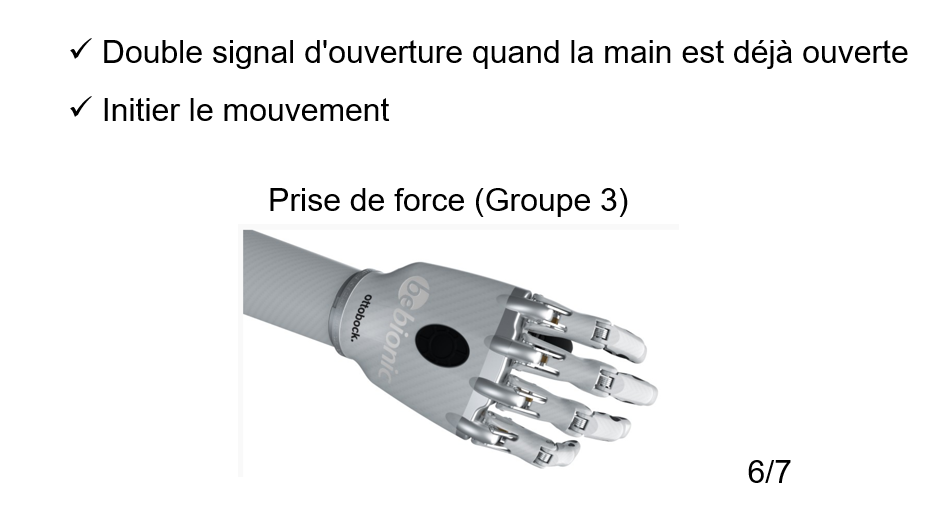 ✓ Double signal d'ouverture quand la main est déjà ouverte
✓ Initier le mouvement
Prise de force (Groupe 3)
ottobock.
bebionic
6/7